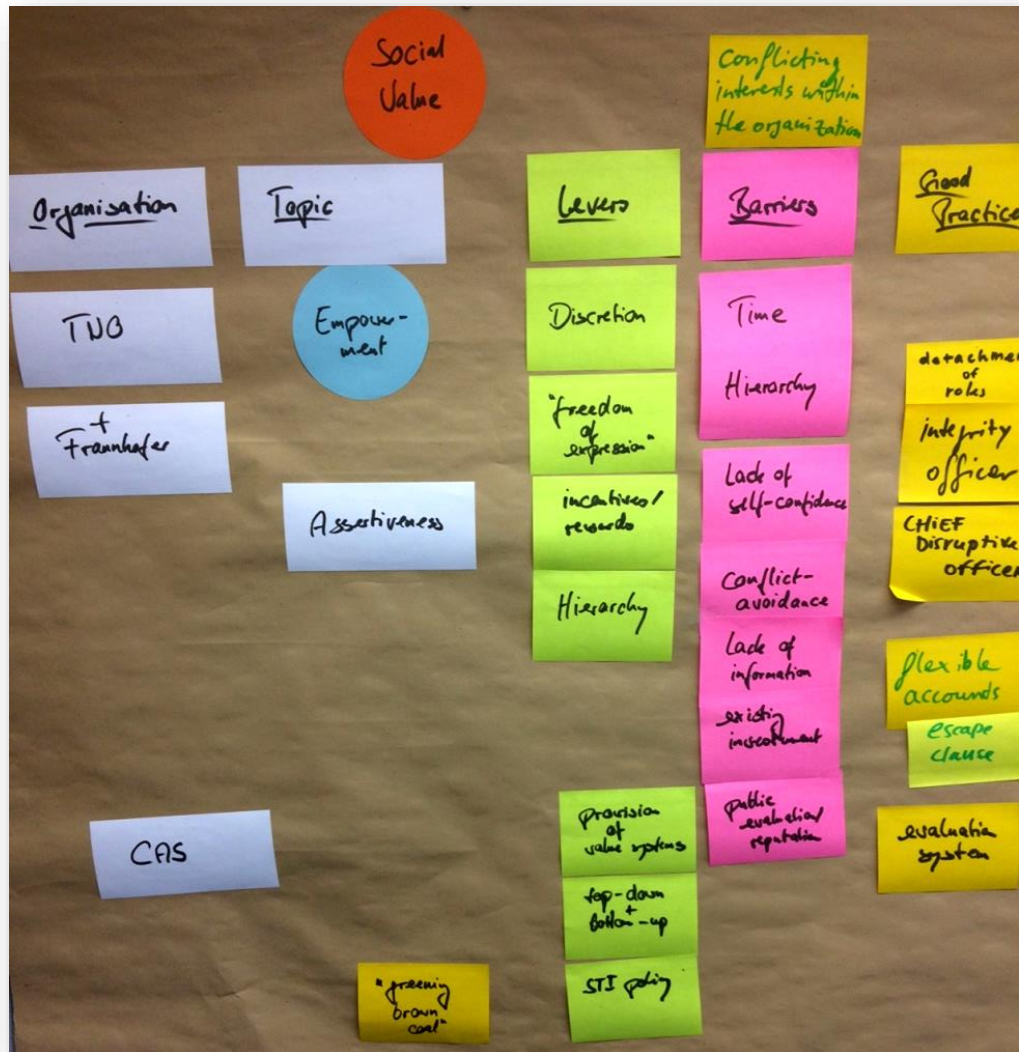 Social
Value
conflicting
interests within
the organization
Organisation
Topic
Levers
Barriers
Good
Practice
TNO
+
Fraunhofer
CAS
Empower-
ment
Assertiveness
"greening
brown
coal"
Discretion
"freedom
of
expression"
incentives/
rewards
Hierarchy
provision
of
value systems
top-down
+
Bottom-up
STI policy
Time
Hierarchy
Lack of
self-confidence
Conflict-
avoidance
Lack of
information
existing
investment
public
evaluation/
reputation
detachmen
of
roles
integrity
officer
CHIEF
Disruptive
officer
flexible
accounds
escape
clause
evaluation
system